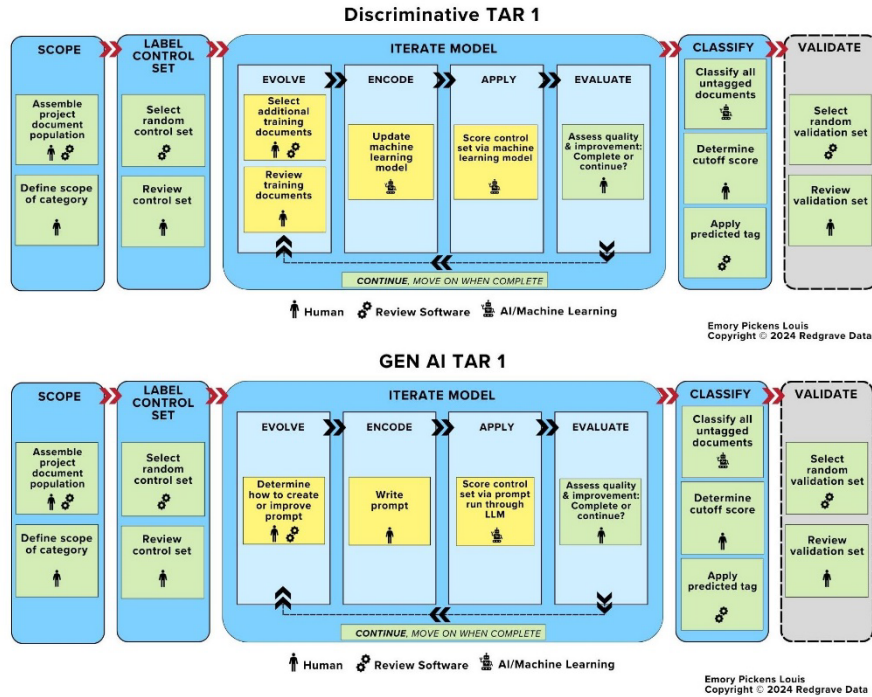 Discriminative TAR 1
SCOPE
Assemble
project
document
population
Define scope
of category
LABEL
CONTROL
SET
Select
random
control set
Review
control set
ITERATE MODEL
EVOLVE
Select
additional
training
documents
Review
training
documents
ENCODE
Update
machine
learning
model
APPLY
Score control
set via machine
learning model
EVALUATE
Assess quality
& improvement:
Complete or
continue?
CONTINUE, MOVE ON WHEN COMPLETE
CLASSIFY
Classify all
untagged
documents
Determine
cutoff score
Apply
predicted tag
VALIDATE
Select
random
validation set
Review
validation set
Human
Review Software
AI/Machine Learning
Emory Pickens Louis
Copyright © 2024 Redgrave Data
GEN AI TAR 1
SCOPE
Assemble
project
document
population
Define scope
of category
LABEL
CONTROL
SET
Select
random
control set
Review
control set
ITERATE MODEL
EVOLVE
Determine
how to create
or improve
prompt
ENCODE
Write
prompt
APPLY
Score control
set via prompt
run through
LLM
EVALUATE
Assess quality
& improvement:
Complete or
continue?
CONTINUE, MOVE ON WHEN COMPLETE
CLASSIFY
Classify all
untagged
documents
Determine
cutoff score
Apply
predicted tag
VALIDATE
Select
random
validation set
Review
validation set
Human
Review Software
AI/Machine Learning
Emory Pickens Louis
Copyright © 2024 Redgrave Data